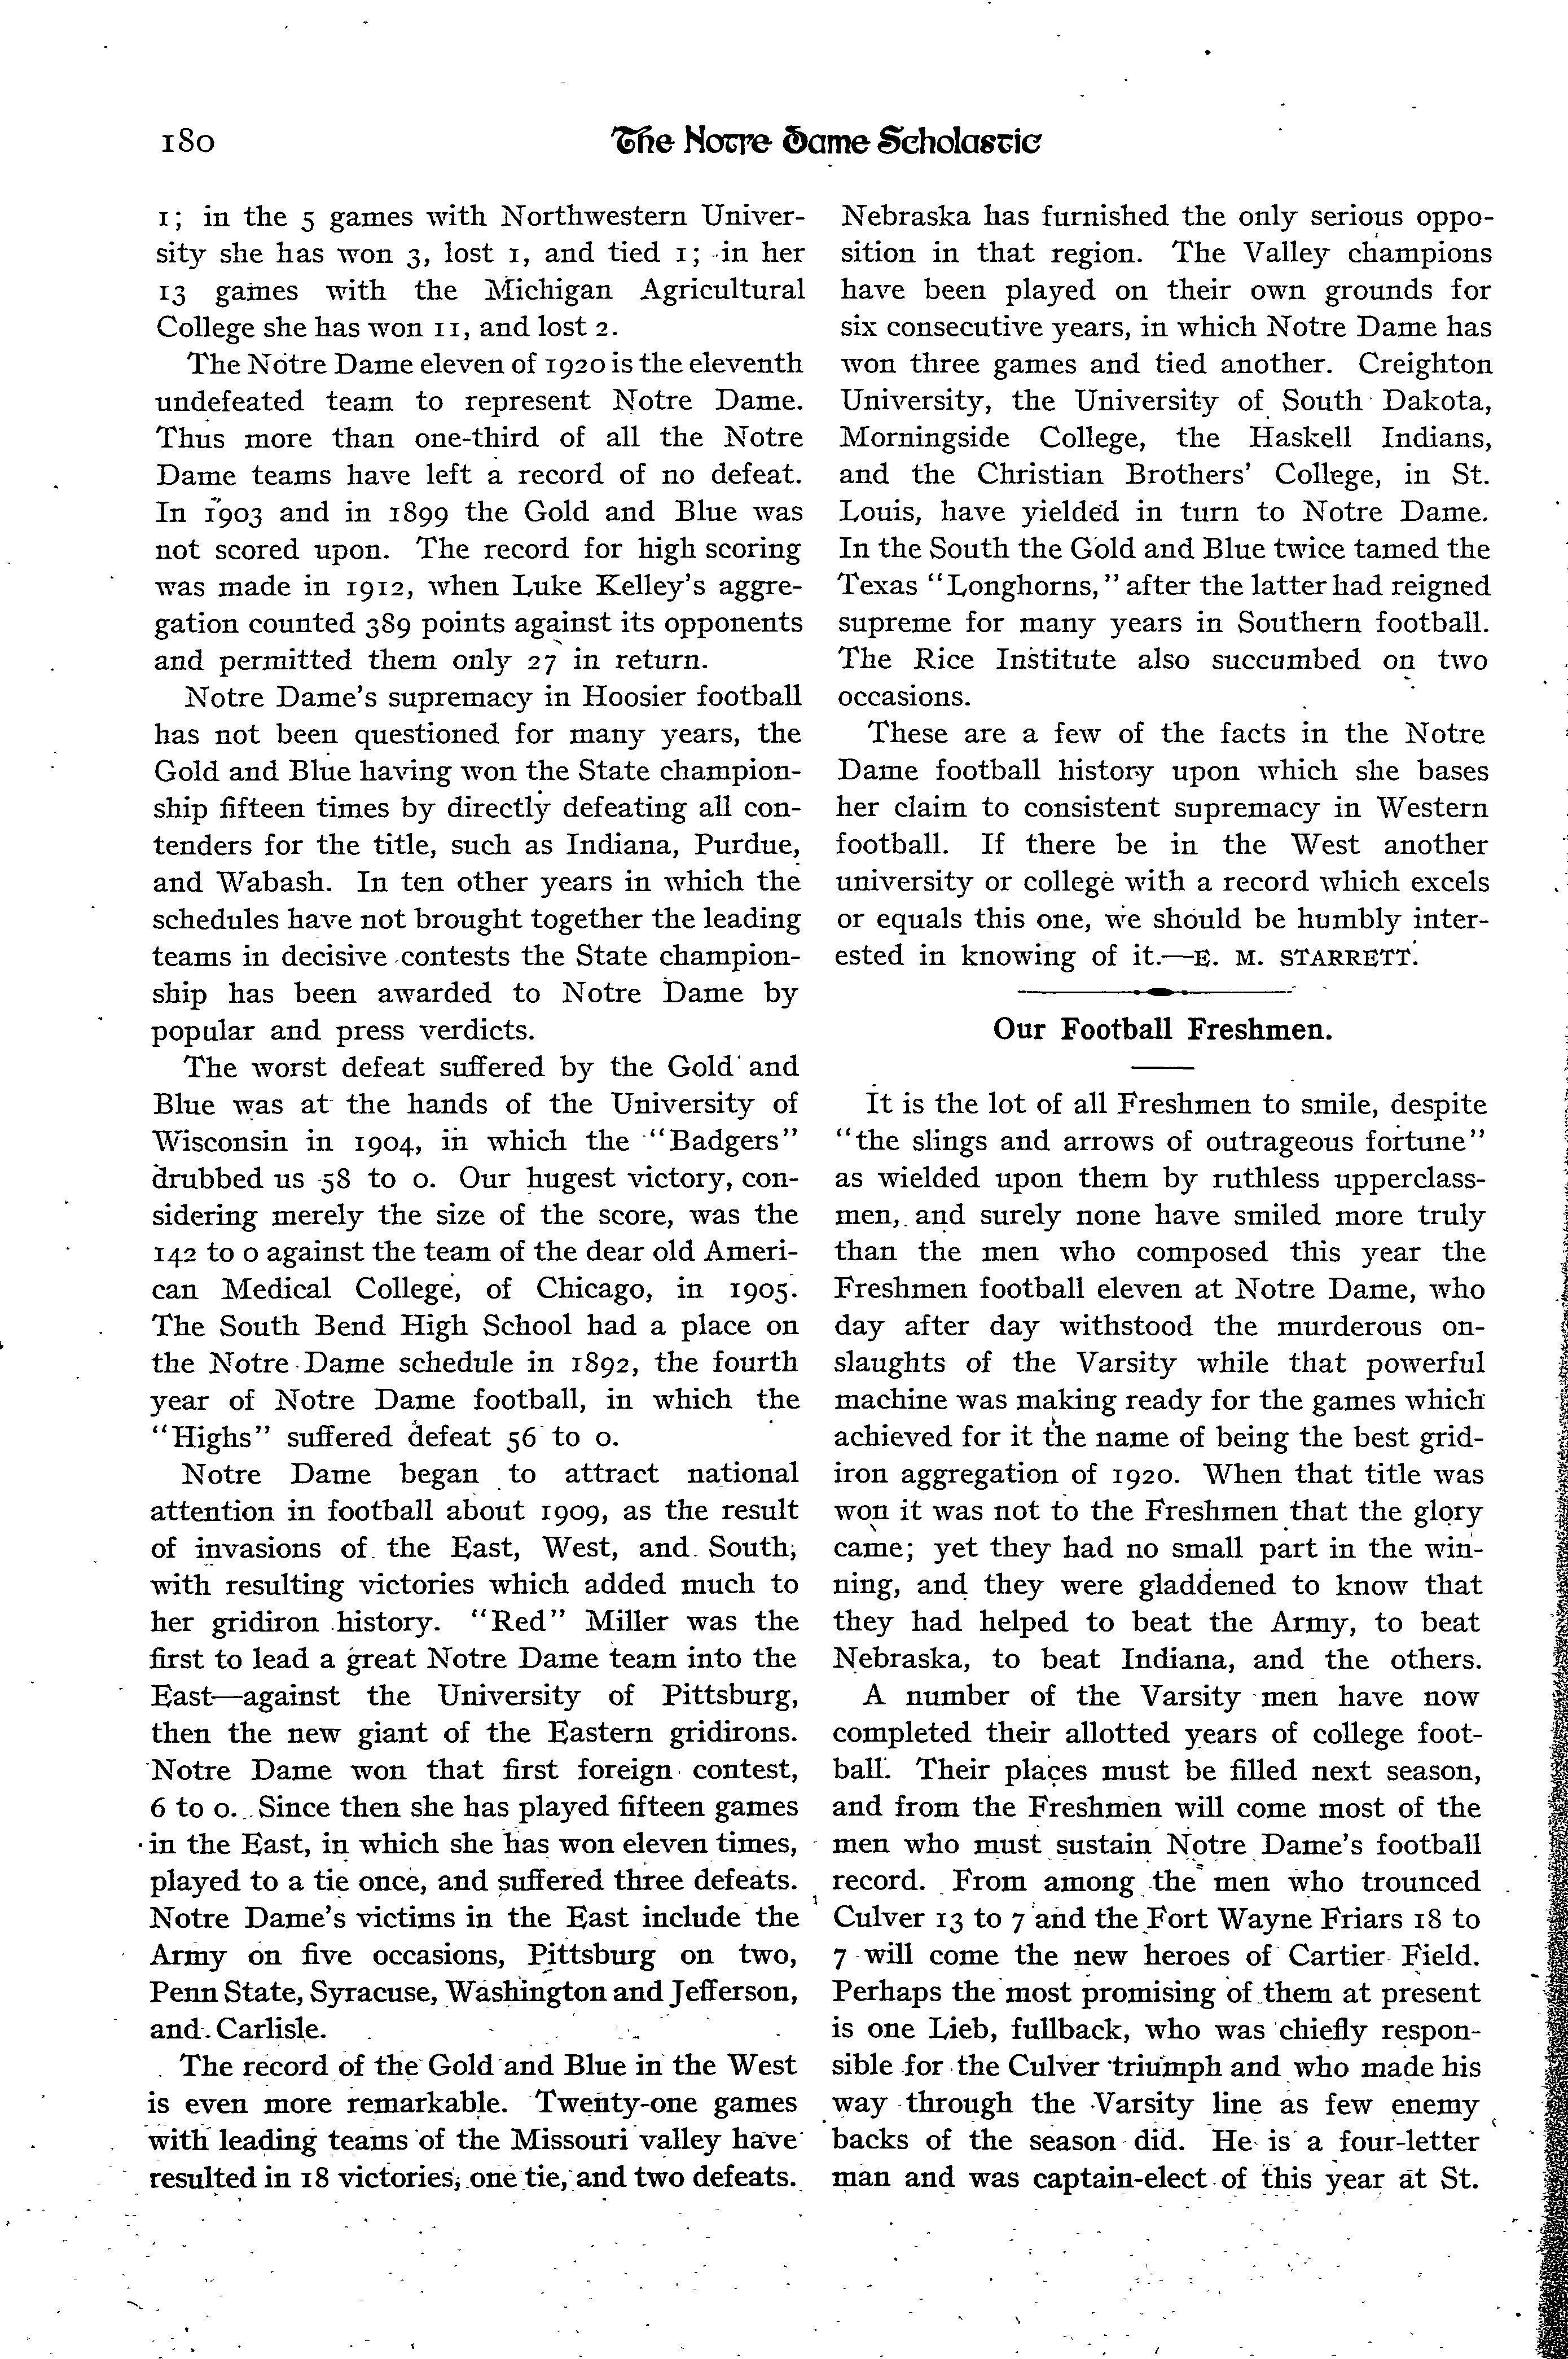 180
The Notre Dame Scholastic
1; in the 5 games with Northwestern Univer-
sity she has won 3, lost 1, and tied 1; in her
13 games with the Michigan Agricultural
College she has won 11, and lost 2.
The Notre Dame eleven of 1920 is the eleventh
undefeated team to represent Notre Dame.
Thus more than one-third of all the Notre
Dame teams have left a record of no defeat.
In 1903 and in 1899 the Gold and Blue was
not scored upon. The record for high scoring
was made in 1912, when Luke Kelley's aggre-
gation counted 389 points against its opponents
and permitted them only 27 in return.
Notre Dame's supremacy in Hoosier football
has not been questioned for many years, the
Gold and Blue having won the State champion-
ship fifteen times by directly defeating all con-
tenders for the title, such as Indiana, Purdue,
and Wabash. In ten other years in which the
schedules have not brought together the leading
teams in decisive contests the State champion-
ship has been awarded to Notre Dame by
popular and press verdicts.
The worst defeat suffered by the Gold and
Blue was at the hands of the University of
Wisconsin in 1904, in which the "Badgers"
drubbed us 58 to 0. Our hugest victory, con-
sidering merely the size of the score, was the
142 to 0 against the team of the dear old Ameri-
can Medical College, of Chicago, in 1905.
The South Bend High School had a place on
the Notre Dame schedule in 1892, the fourth
year of Notre Dame football, in which the
"Highs" suffered defeat 56 to 0.
Notre Dame began to attract national
attention in football about 1909, as the result
of invasions of the East, West, and South,
with resulting victories which added much to
her gridiron history. "Red" Miller was the
first to lead a great Notre Dame team into the
East—against the University of Pittsburg,
then the new giant of the Eastern gridirons.
Notre Dame won that first foreign contest,
6 to 0. Since then she has played fifteen games
in the East, in which she has won eleven times,
played to a tie once, and suffered three defeats.
Notre Dame's victims in the East include the
Army on five occasions, Pittsburg on two,
Penn State, Syracuse, Washington and Jefferson,
and Carlisle.
The record of the Gold and Blue in the West
is even more remarkable. Twenty-one games
with leading teams of the Missouri valley have
resulted in 18 victories, one tie, and two defeats.
Nebraska has furnished the only serious oppo-
sition in that region. The Valley champions
have been played on their own grounds for
six consecutive years, in which Notre Dame has
won three games and tied another. Creighton
University, the University of South Dakota,
Morningside College, the Haskell Indians,
and the Christian Brothers' College, in St.
Louis, have yielded in turn to Notre Dame.
In the South the Gold and Blue twice tamed the
Texas "Longhorns," after the latter had reigned
supreme for many years in Southern football.
The Rice Institute also succumbed on two
occasions.
These are a few of the facts in the Notre
Dame football history upon which she bases
her claim to consistent supremacy in Western
football. If there be in the West another
university or college with a record which excels
or equals this one, we should be humbly inter-
ested in knowing of it.—E. M. STARRETT.
Our Football Freshmen.
It is the lot of all Freshmen to smile, despite
"the slings and arrows of outrageous fortune"
as wielded upon them by ruthless upperclass-
men, and surely none have smiled more truly
than the men who composed this year the
Freshmen football eleven at Notre Dame, who
day after day withstood the murderous on-
slaughts of the Varsity while that powerful
machine was making ready for the games which
achieved for it the name of being the best grid-
iron aggregation of 1920. When that title was
won it was not to the Freshmen that the glory
came; yet they had no small part in the win-
ning, and they were gladdened to know that
they had helped to beat the Army, to beat
Nebraska, to beat Indiana, and the others.
A number of the Varsity men have now
completed their allotted years of college foot-
ball. Their places must be filled next season,
and from the Freshmen will come most of the
men who must sustain Notre Dame's football
record. From among the men who trounced
Culver 13 to 7 and the Fort Wayne Friars 18 to
7 will come the new heroes of Cartier Field.
Perhaps the most promising of them at present
is one Lieb, fullback, who was chiefly respon-
sible for the Culver triumph and who made his
way through the Varsity line as few enemy
backs of the season did. He is a four-letter
man and was captain-elect of this year at St.